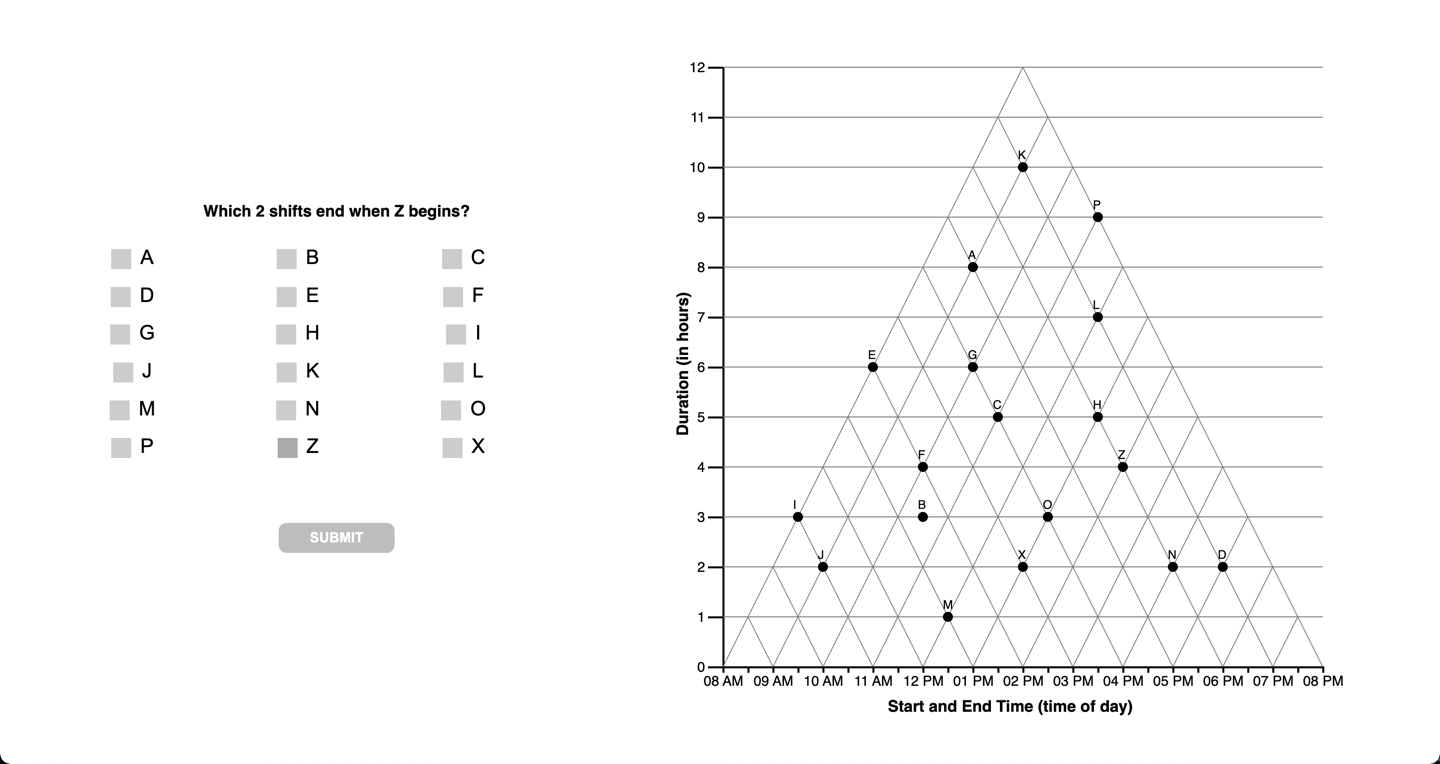 Which 2 shifts end when Z begins?
A B C
D E F
G H I
J K L
M N O
P Z X
SUBMIT
Duration (in hours)
12
11
10
9
8
7
6
5
4
3
2
1
0
K
P
A
L
E G
C H
F Z
I B O
J X N D
M
08 AM 09 AM 10 AM 11 AM 12 PM 01 PM 02 PM 03 PM 04 PM 05 PM 06 PM 07 PM 08 PM
Start and End Time (time of day)